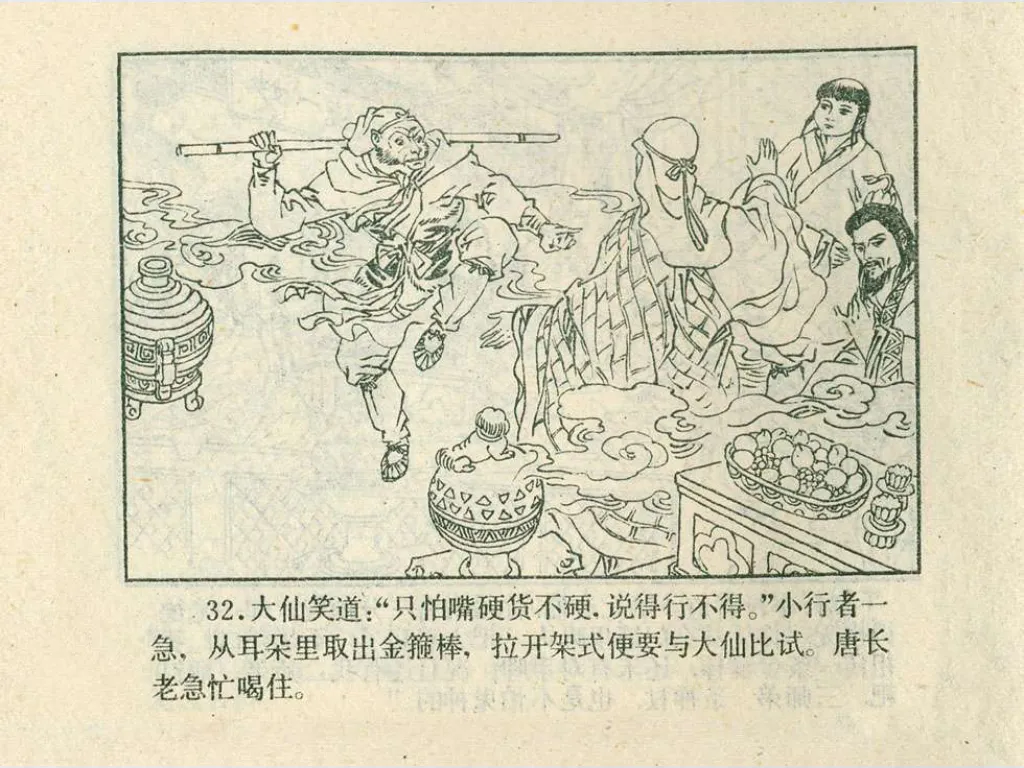 32.大仙笑道:“只怕嘴硬货不硬.说得行不得。”小行者一
急,从耳朵里取出金箍棒,拉开架式便要与大仙比试。唐长
老急忙喝住。